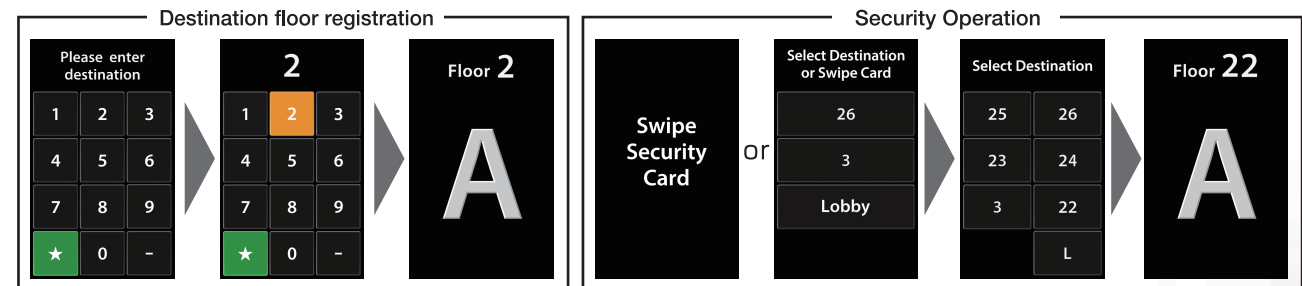 Destination floor registration
Please enter
destination
1 2 3
4 5 6
7 8 9
★ 0 –
2
1 2 3
4 5 6
7 8 9
★ 0 –
Floor 2
A
Security Operation
Swipe
Security
Card
or
Select Destination
or Swipe Card
26
3
Lobby
Select Destination
25 26
23 24
3 22
L
Floor 22
A